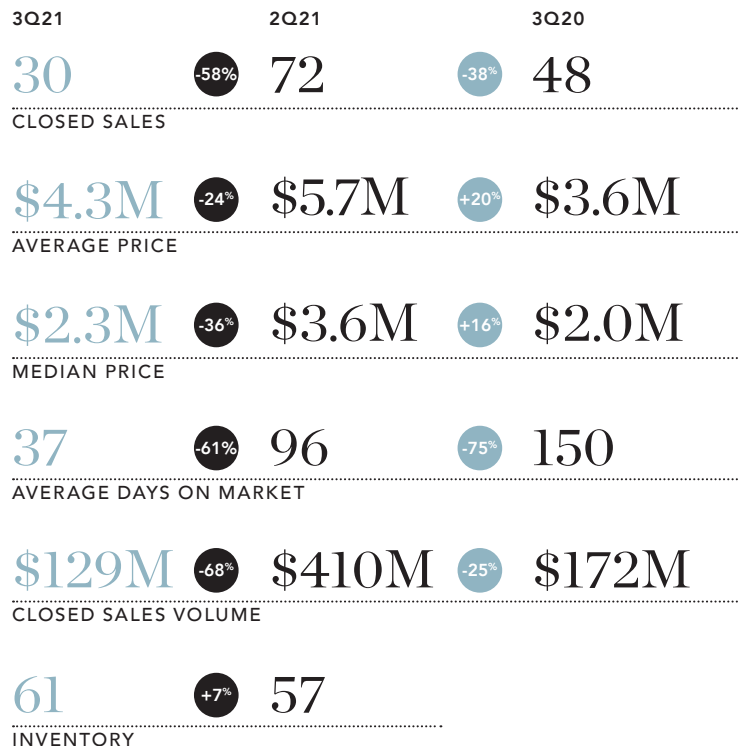 3Q21 2Q21 3Q20
30 -58% 72 -38% 48
CLOSED SALES
$4.3M -24% $5.7M +20% $3.6M
AVERAGE PRICE
$2.3M -36% $3.6M +16% $2.0M
MEDIAN PRICE
37 -61% 96 -75% 150
AVERAGE DAYS ON MARKET
$129M -68% $410M -25% $172M
CLOSED SALES VOLUME
61 +7% 57
INVENTORY